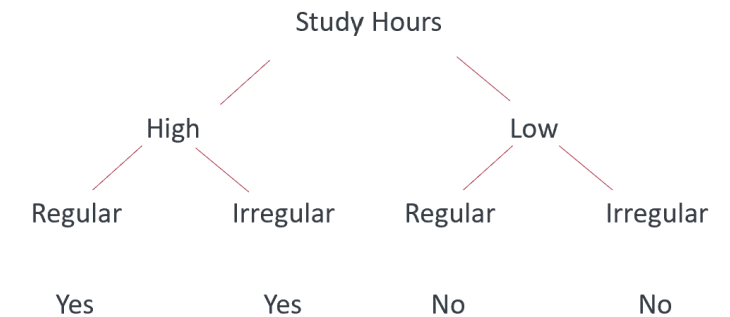 Study Hours
High Low
Regular Irregular Regular Irregular
Yes Yes No No